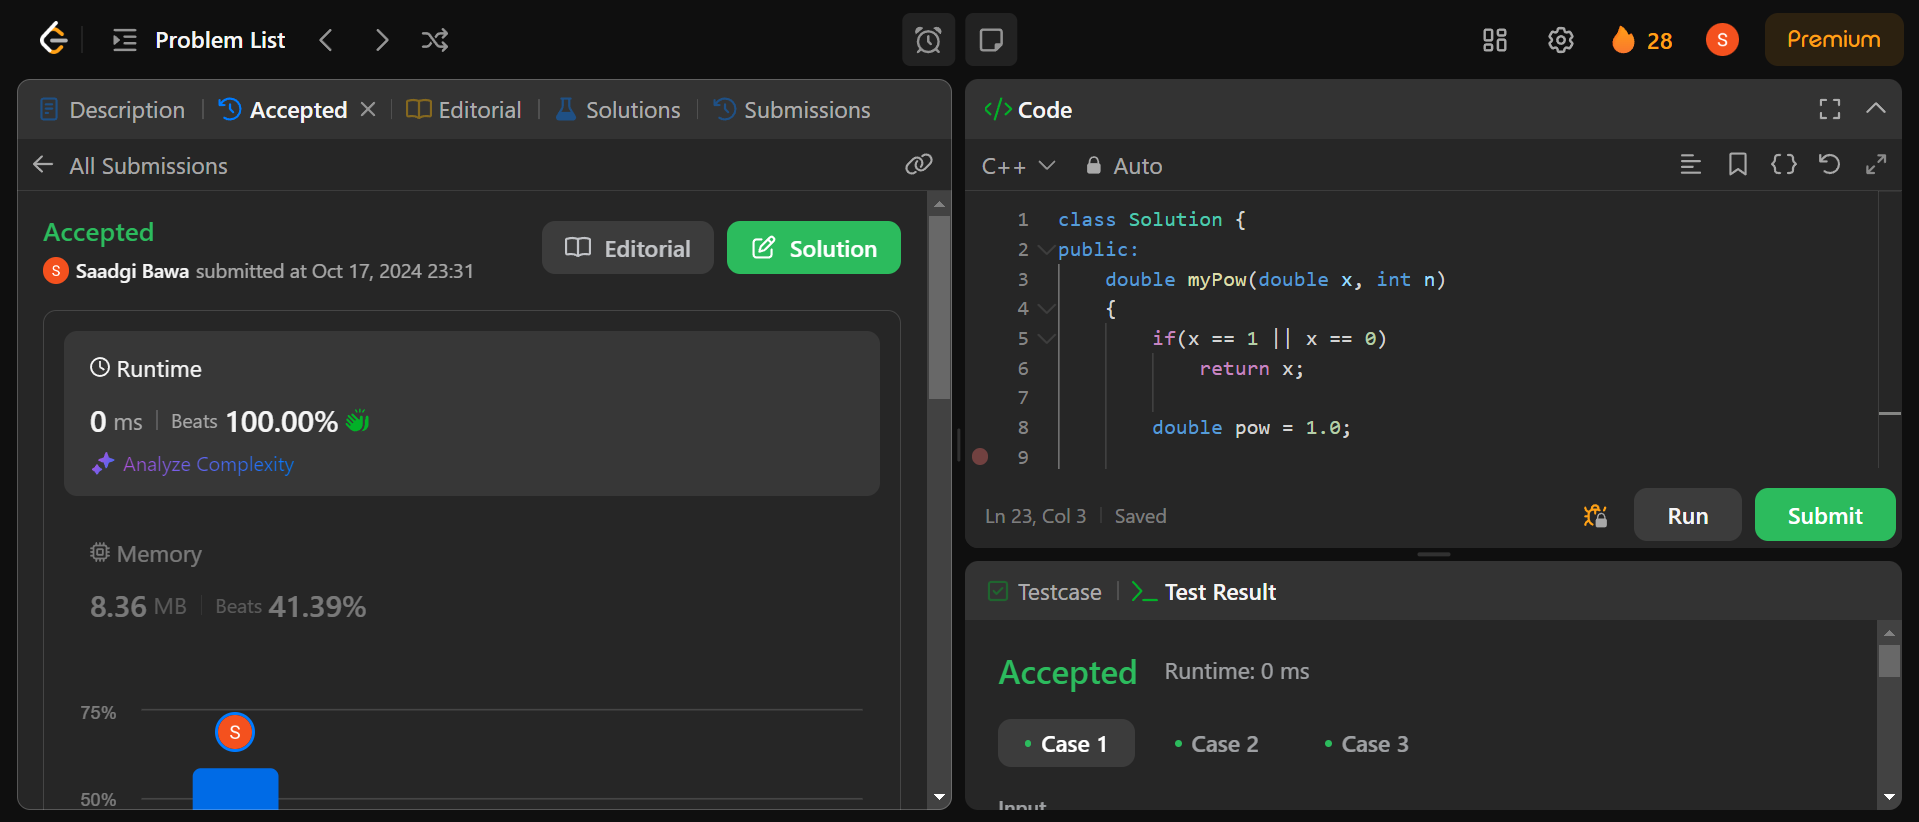 Problem List
28
S
Premium
Description
Accepted
Editorial
Solutions
Submissions
All Submissions
Accepted
Editorial
Solution
S
Saadgi Bawa submitted at Oct 17, 2024 23:31
Runtime
0 ms
Beats 100.00%
Analyze Complexity
Memory
8.36 MB
Beats 41.39%
75%
S
50%
</> Code
C++
Auto
1 class Solution {
2 public:
3 double myPow(double x, int n)
4 {
5 if(x == 1 || x == 0)
6 return x;
7
8 double pow = 1.0;
9
Ln 23, Col 3
Saved
Run
Submit
Testcase
Test Result
Accepted
Runtime: 0 ms
Case 1
Case 2
Case 3
Input